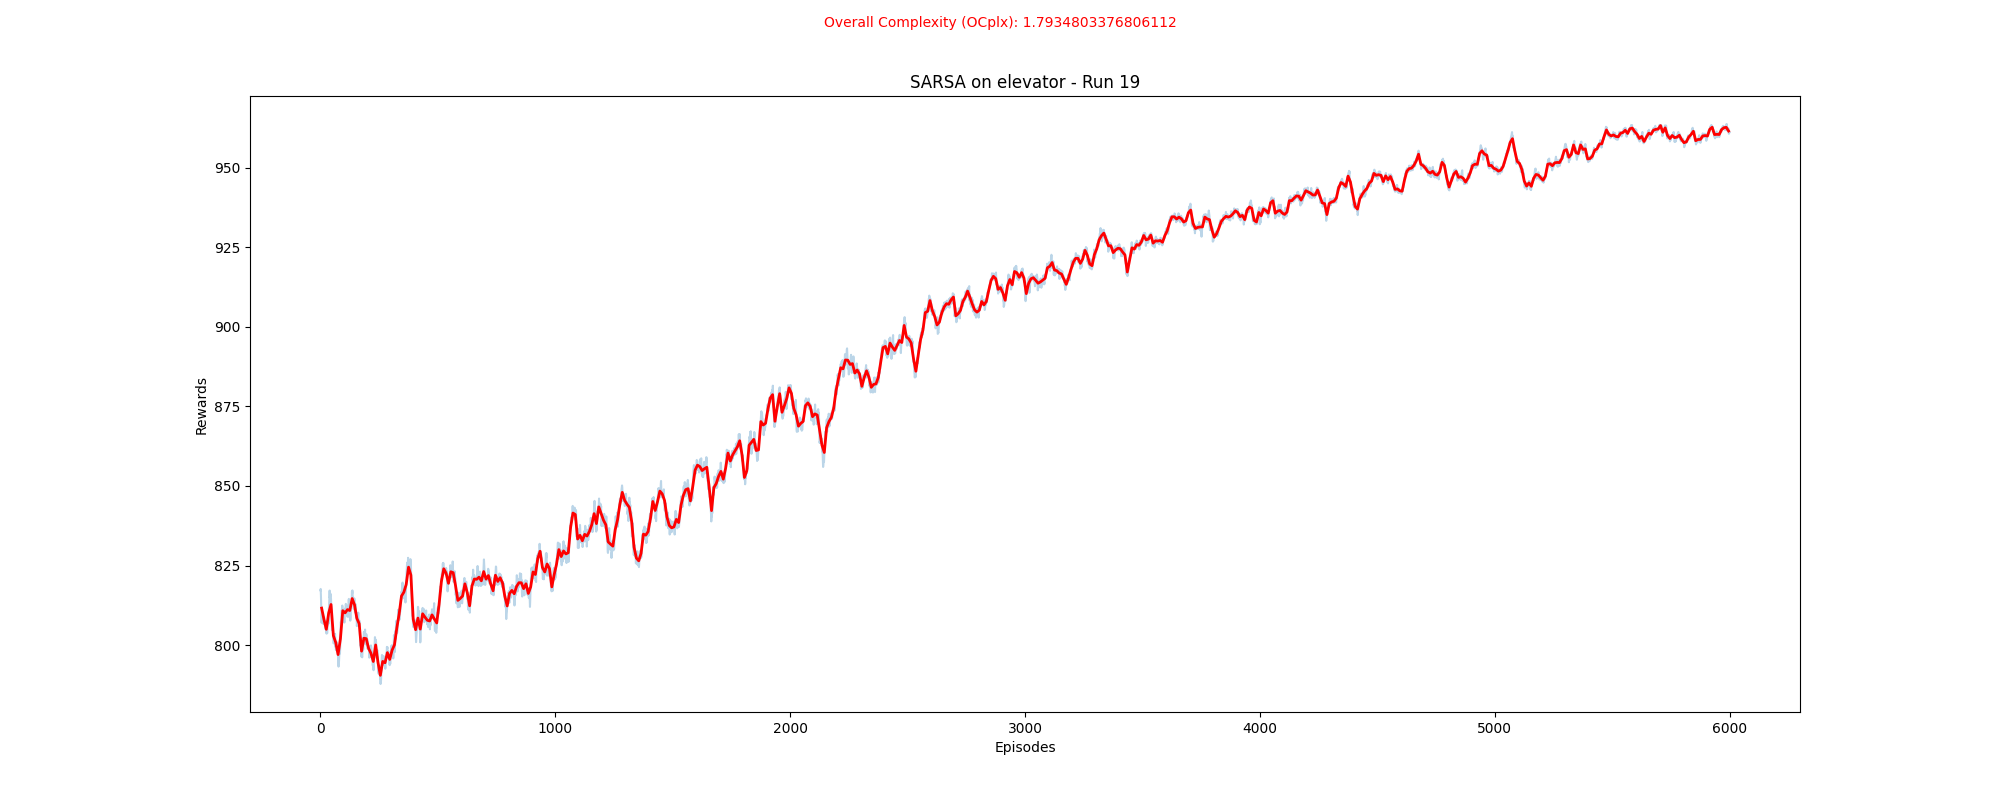 Overall Complexity (OCplx): 1.7934803376806112
SARSA on elevator - Run 19
950
925
900
875
850
825
800
Rewards
0 1000 2000 3000 4000 5000 6000
Episodes